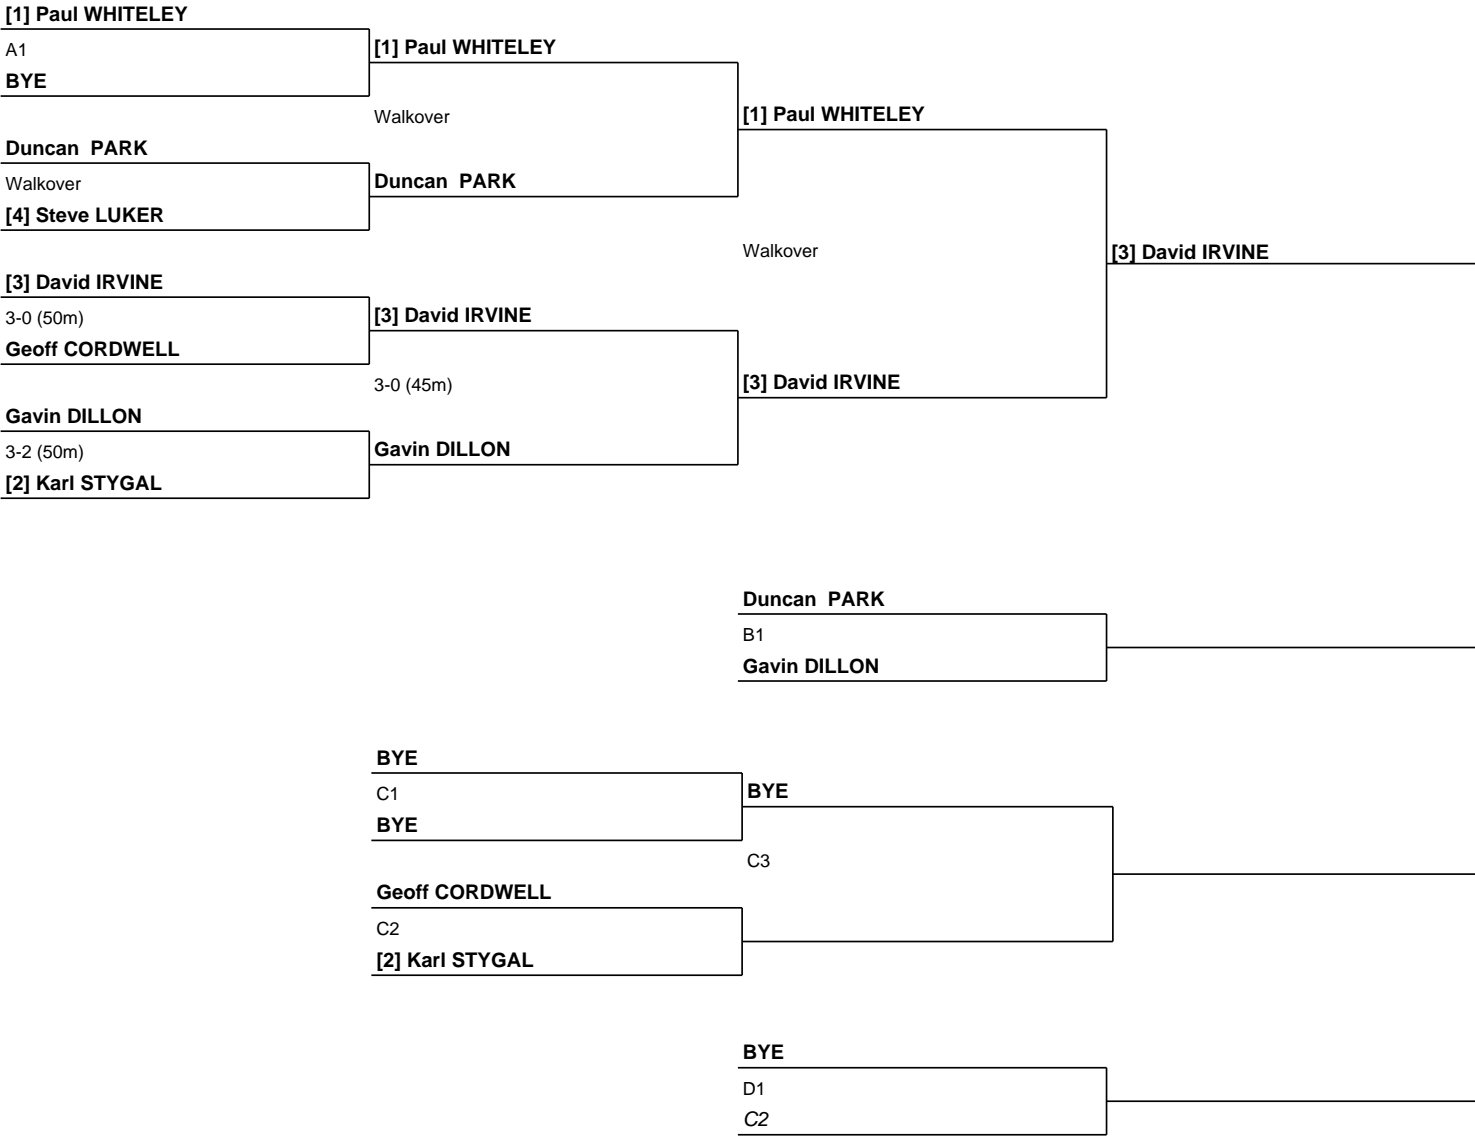 [1] Paul WHITELEY
A1
BYE
[1] Paul WHITELEY
Walkover
[1] Paul WHITELEY
Duncan  PARK
Walkover
[4] Steve LUKER
Duncan  PARK
Walkover
[3] David IRVINE
[3] David IRVINE
3-0 (50m)
Geoff CORDWELL
[3] David IRVINE
3-0 (45m)
[3] David IRVINE
Gavin DILLON
3-2 (50m)
[2] Karl STYGAL
Gavin DILLON
Duncan  PARK
B1
Gavin DILLON
BYE
C1
BYE
BYE
C3
Geoff CORDWELL
C2
[2] Karl STYGAL
BYE
D1
C2